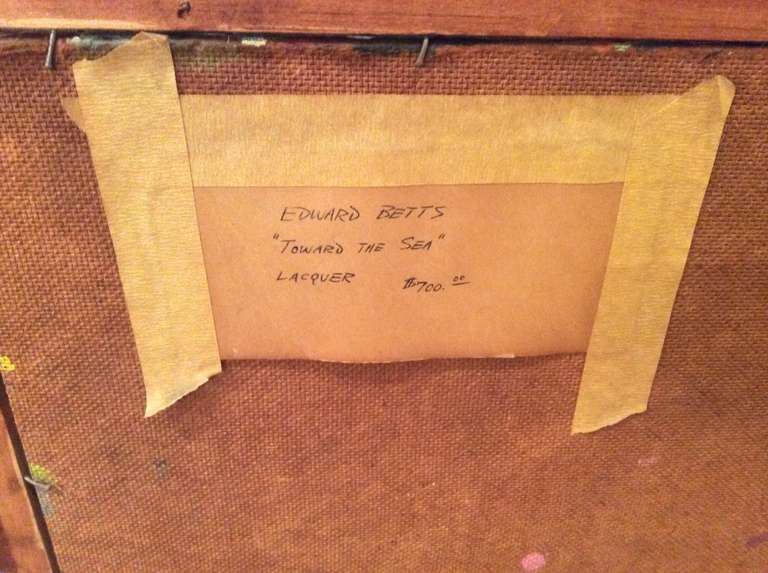 EDWARD BETTS
"TOWARD THE SEA"
LACQUER $700.00